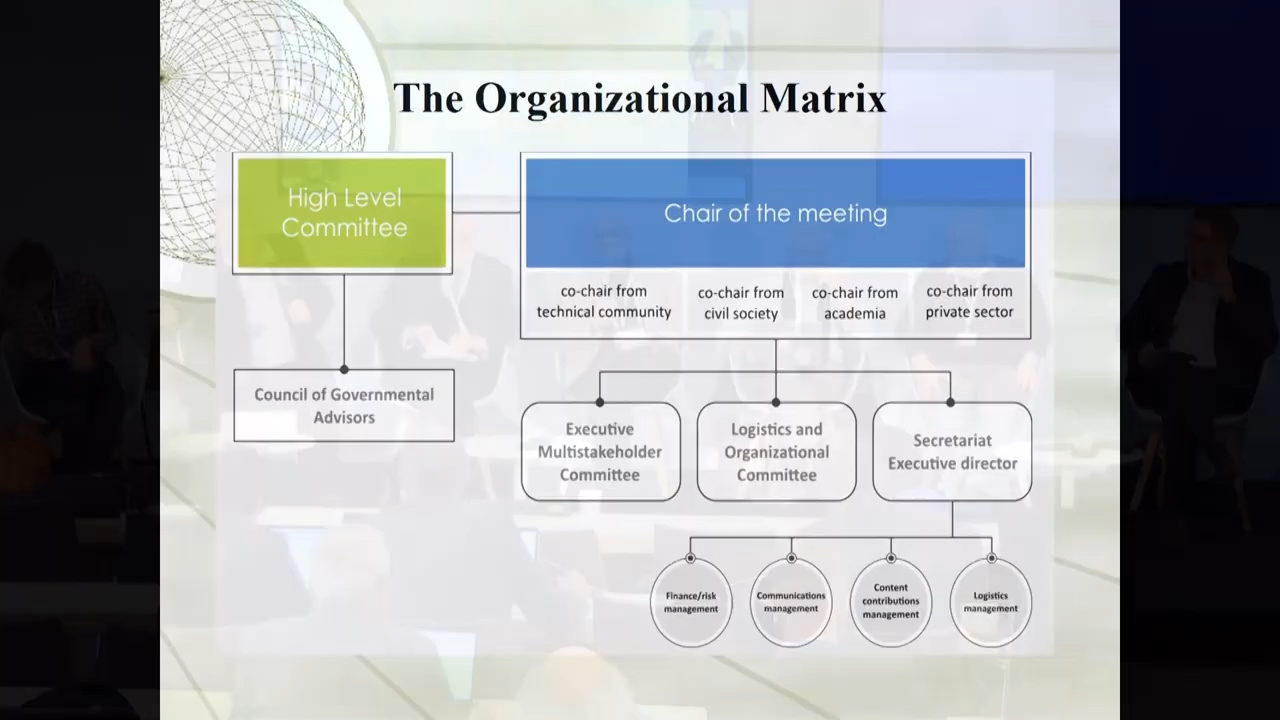 The Organizational Matrix
High Level
Committee
Chair of the meeting
co-chair from
technical community
co-chair from
civil society
co-chair from
academia
co-chair from
private sector
Council of Governmental
Advisors
Executive
Multistakeholder
Committee
Logistics and
Organizational
Committee
Secretariat
Executive director
Finance/risk
management
Communications
management
Content
contributions
management
Logistics
management